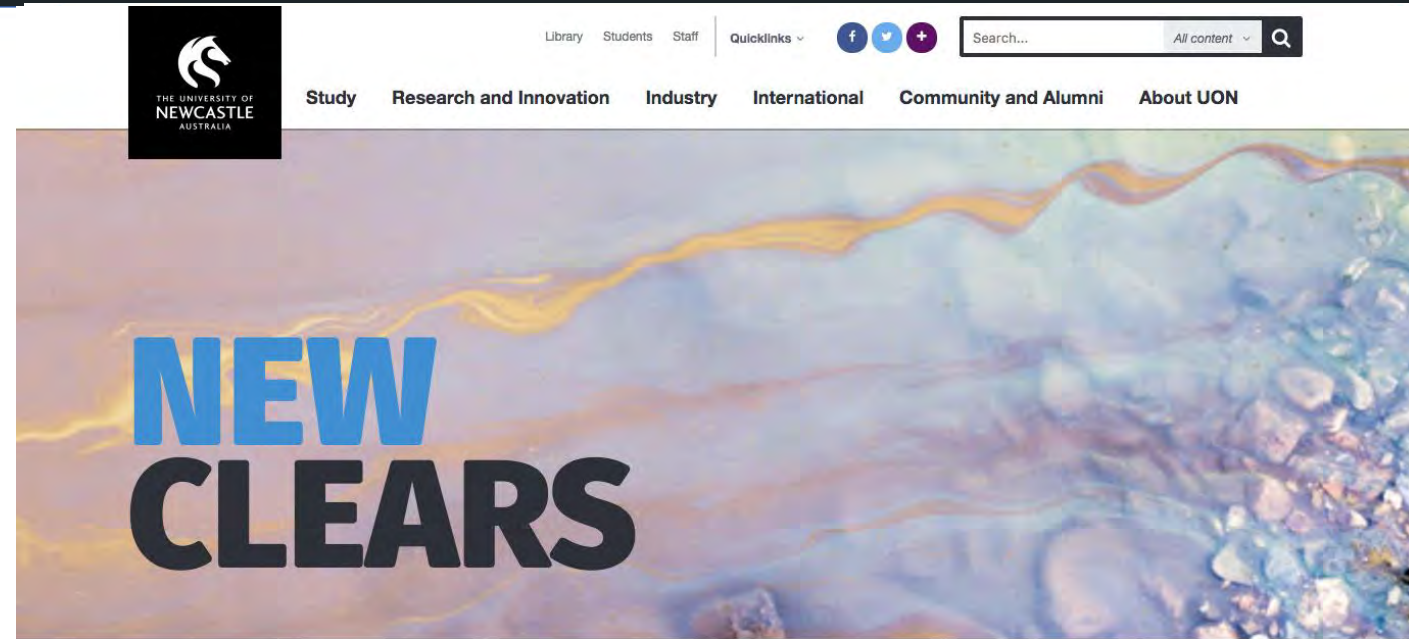 Library Students Staff Quicklinks
Search... All content
THE UNIVERSITY OF
NEWCASTLE
AUSTRALIA
Study Research and Innovation Industry International Community and Alumni About UON
NEW
CLEARS